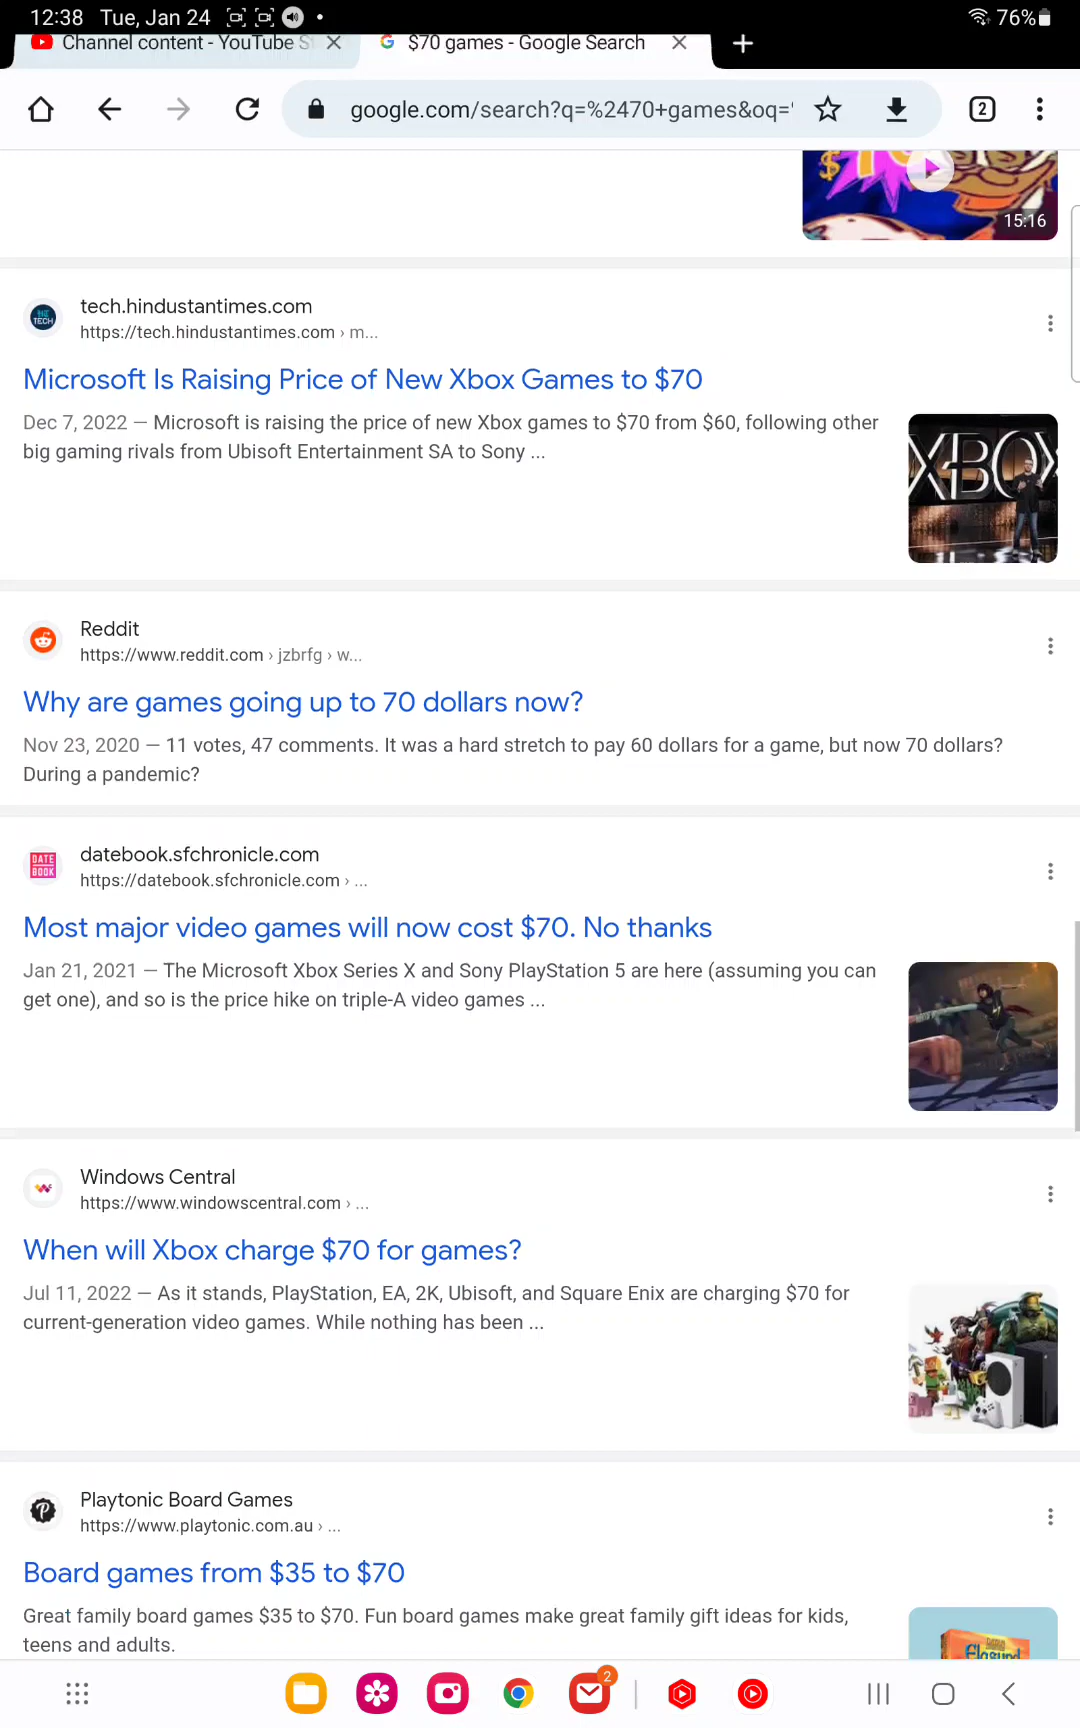 12:38 Tue, Jan 24
76%
Channel content - YouTube S
$70 games - Google Search
google.com/search?q=%2470+games&oq='
2
15:16
tech.hindustantimes.com
https://tech.hindustantimes.com › m...
Microsoft Is Raising Price of New Xbox Games to $70
Dec 7, 2022 — Microsoft is raising the price of new Xbox games to $70 from $60, following other
big gaming rivals from Ubisoft Entertainment SA to Sony ...
XBOX
Reddit
https://www.reddit.com › jzbrfg › w...
Why are games going up to 70 dollars now?
Nov 23, 2020 — 11 votes, 47 comments. It was a hard stretch to pay 60 dollars for a game, but now 70 dollars?
During a pandemic?
DATE
BOOK
datebook.sfchronicle.com
https://datebook.sfchronicle.com › ...
Most major video games will now cost $70. No thanks
Jan 21, 2021 — The Microsoft Xbox Series X and Sony PlayStation 5 are here (assuming you can
get one), and so is the price hike on triple-A video games ...
Windows Central
https://www.windowscentral.com › ...
When will Xbox charge $70 for games?
Jul 11, 2022 — As it stands, PlayStation, EA, 2K, Ubisoft, and Square Enix are charging $70 for
current-generation video games. While nothing has been ...
Playtonic Board Games
https://www.playtonic.com.au › ...
Board games from $35 to $70
Great family board games $35 to $70. Fun board games make great family gift ideas for kids,
teens and adults.
2